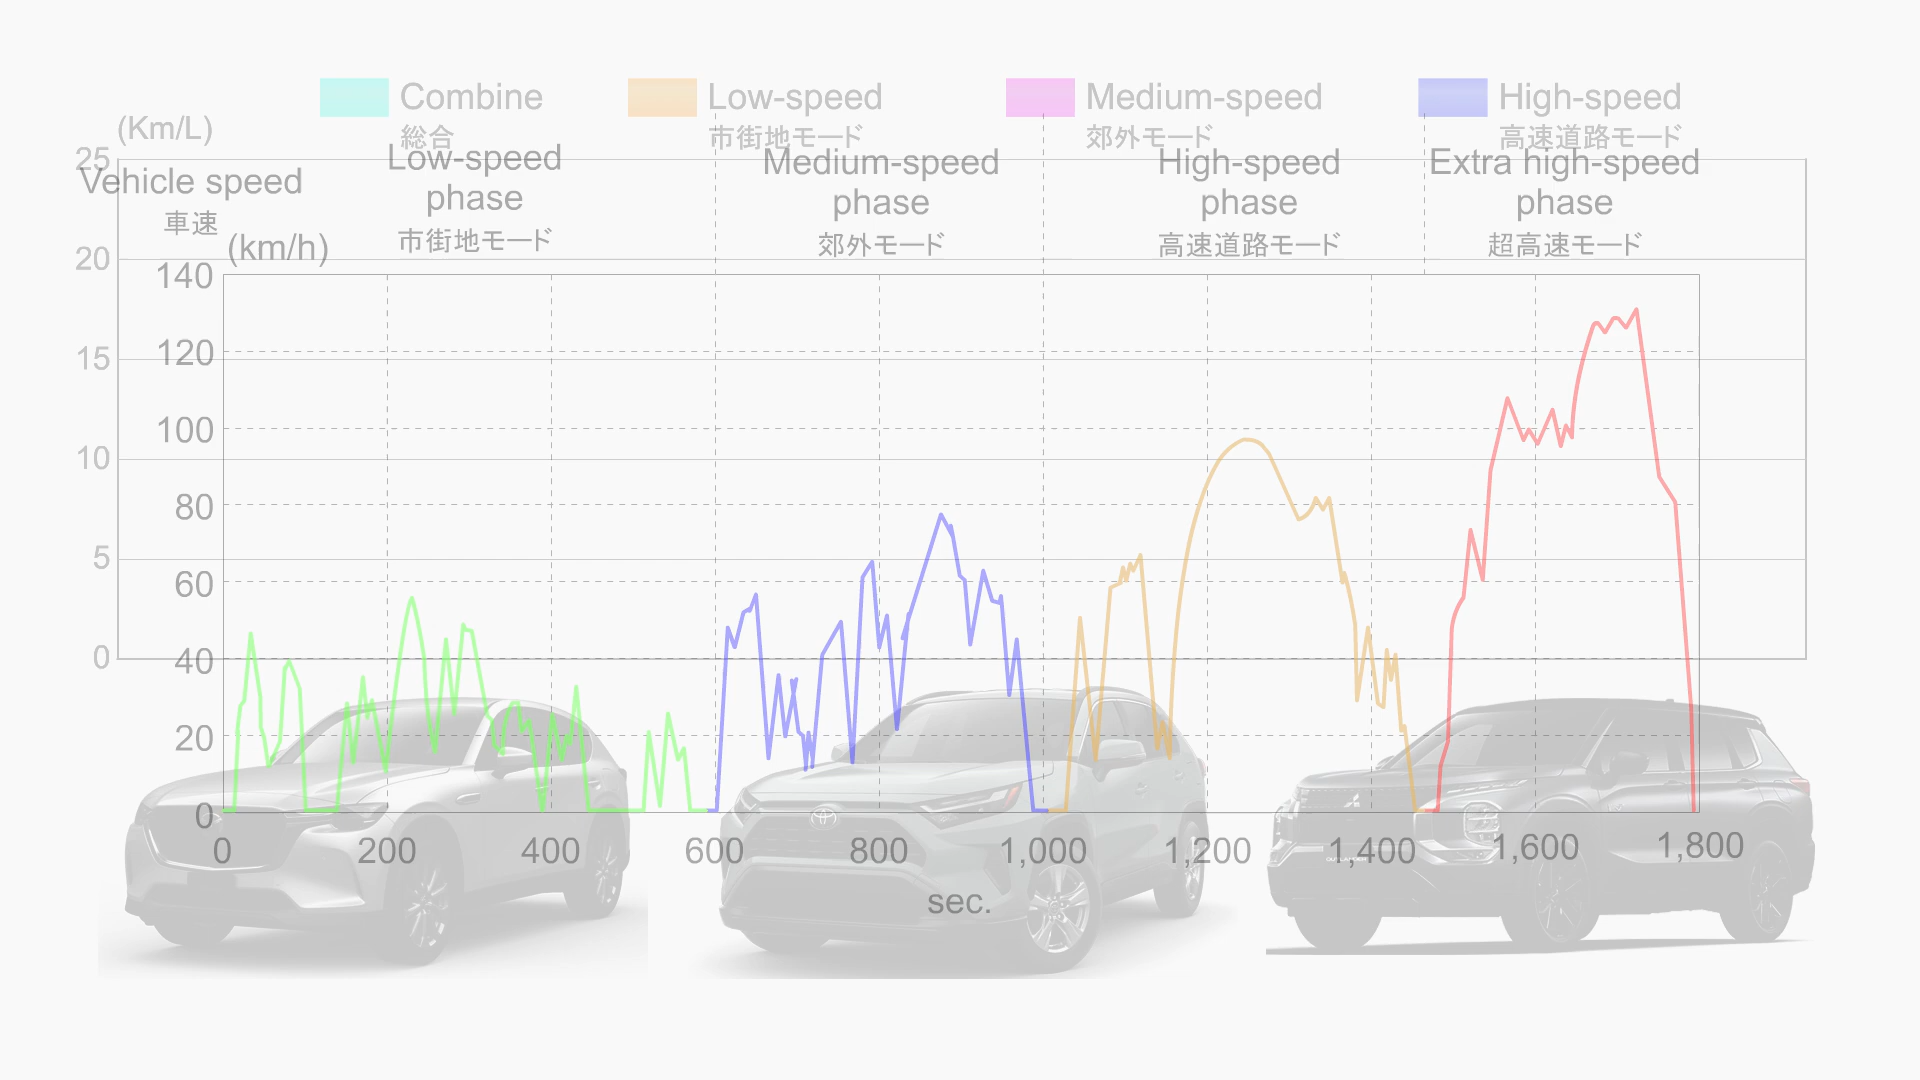 Combine
総合
Low-speed
市街地モード
Medium-speed
郊外モード
High-speed
高速道路モード
(Km/L)
25
20
15
10
5
0
Vehicle speed
車速
(km/h)
Low-speed
phase
市街地モード
Medium-speed
phase
郊外モード
High-speed
phase
高速道路モード
Extra high-speed
phase
超高速モード
140
120
100
80
60
40
20
0
0
200
400
600
800
1,000
1,200
1,400
1,600
1,800
sec.
OUTLANDER